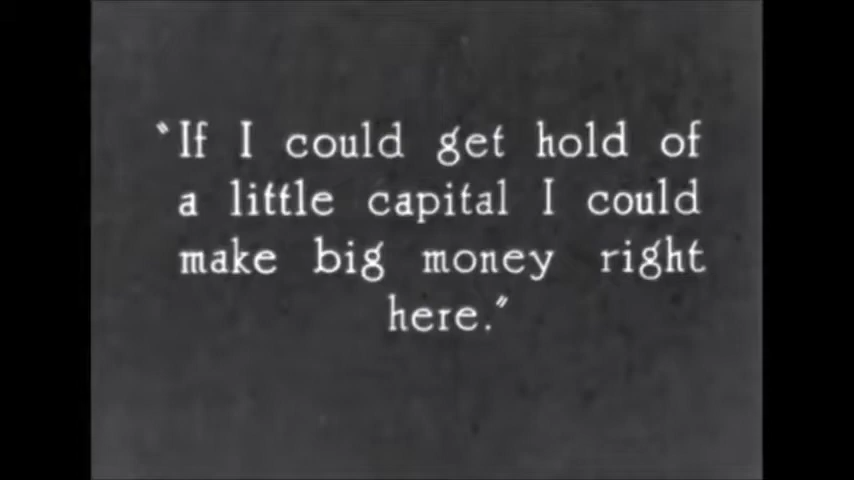 "If I could get hold of
a little capital I could
make big money right
here."